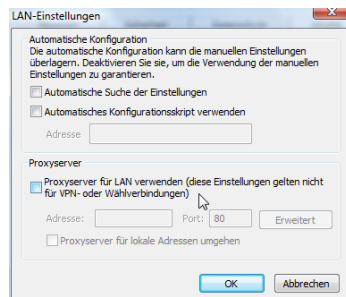 LAN-Einstellungen
Automatische Konfiguration
Die automatische Konfiguration kann die manuellen Einstellungen
überlagern. Deaktivieren Sie sie, um die Verwendung der manuellen
Einstellungen zu garantieren.
Automatische Suche der Einstellungen
Automatisches Konfigurationsskript verwenden
Adresse
Proxyserver
Proxyserver für LAN verwenden (diese Einstellungen gelten nicht
für VPN- oder Wählverbindungen)
Adresse: Port: 80 Erweitert
Proxyserver für lokale Adressen umgehen
OK Abbrechen